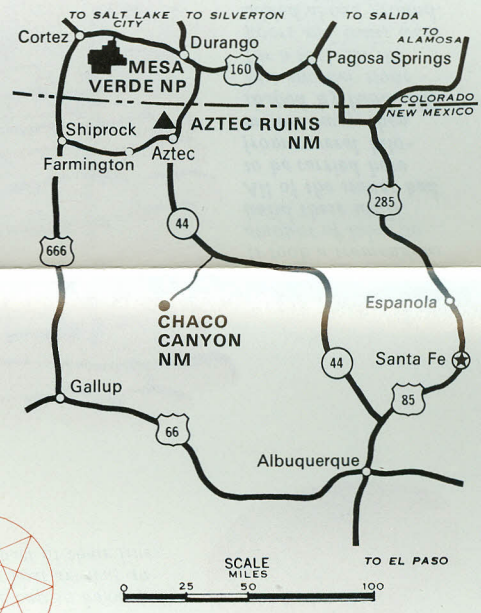 TO SALT LAKE
CITY
TO SILVERTON
TO SALIDA
TO
ALAMOSA
Cortez
Durango
160
Pagosa Springs
MESA
VERDE NP
COLORADO
NEW MEXICO
Shiprock
AZTEC RUINS
NM
Farmington
Aztec
44
285
666
Espanola
CHACO
CANYON
NM
44
Santa Fe
85
Gallup
66
Albuquerque
TO EL PASO
SCALE
MILES
0 25 50 100